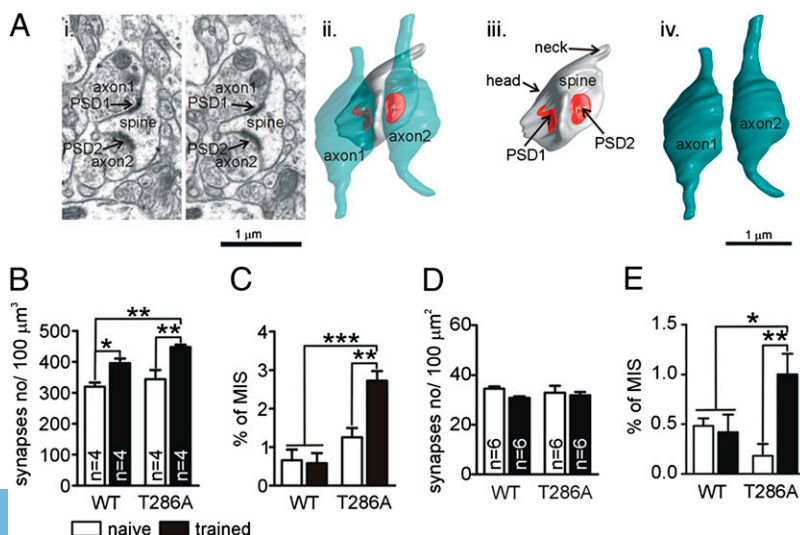 A
i.
axon1
PSD1
spine
PSD2
axon2
PSD1
spine
PSD2
axon2
1 µm
ii.
axon1
axon2
iii.
neck
head
spine
PSD1
PSD2
iv.
axon1
axon2
1 µm
B
synapses no/ 100 µm³
500
400
300
200
100
0
**
*
**
n=4
n=4
n=4
n=4
WT
T286A
C
% of MIS
4
3
2
1
0
***
**
WT
T286A
D
synapses no/ 100 µm²
60
40
20
0
n=6
n=6
n=6
n=6
WT
T286A
E
% of MIS
1.5
1.0
0.5
0.0
*
**
WT
T286A
naive
trained